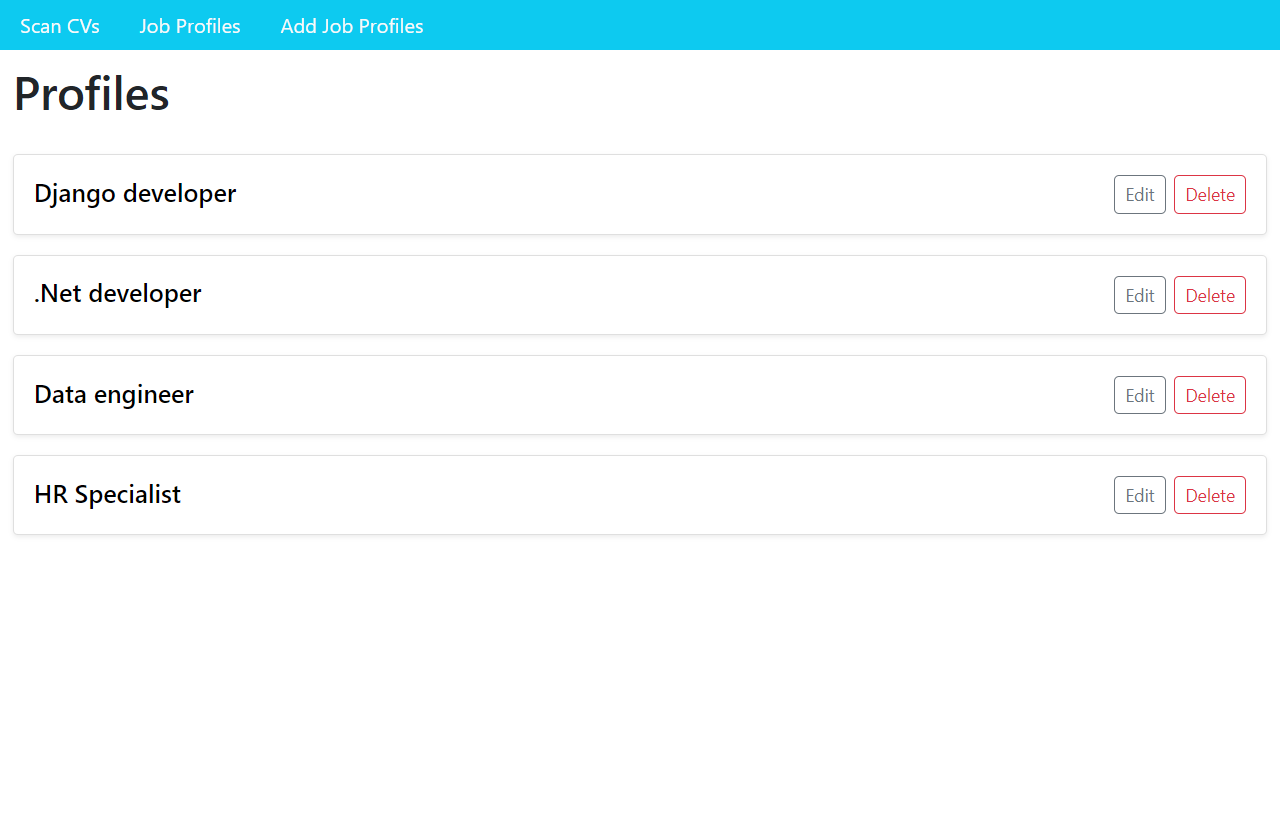 Scan CVs Job Profiles Add Job Profiles
Profiles
Django developer Edit Delete
.Net developer Edit Delete
Data engineer Edit Delete
HR Specialist Edit Delete